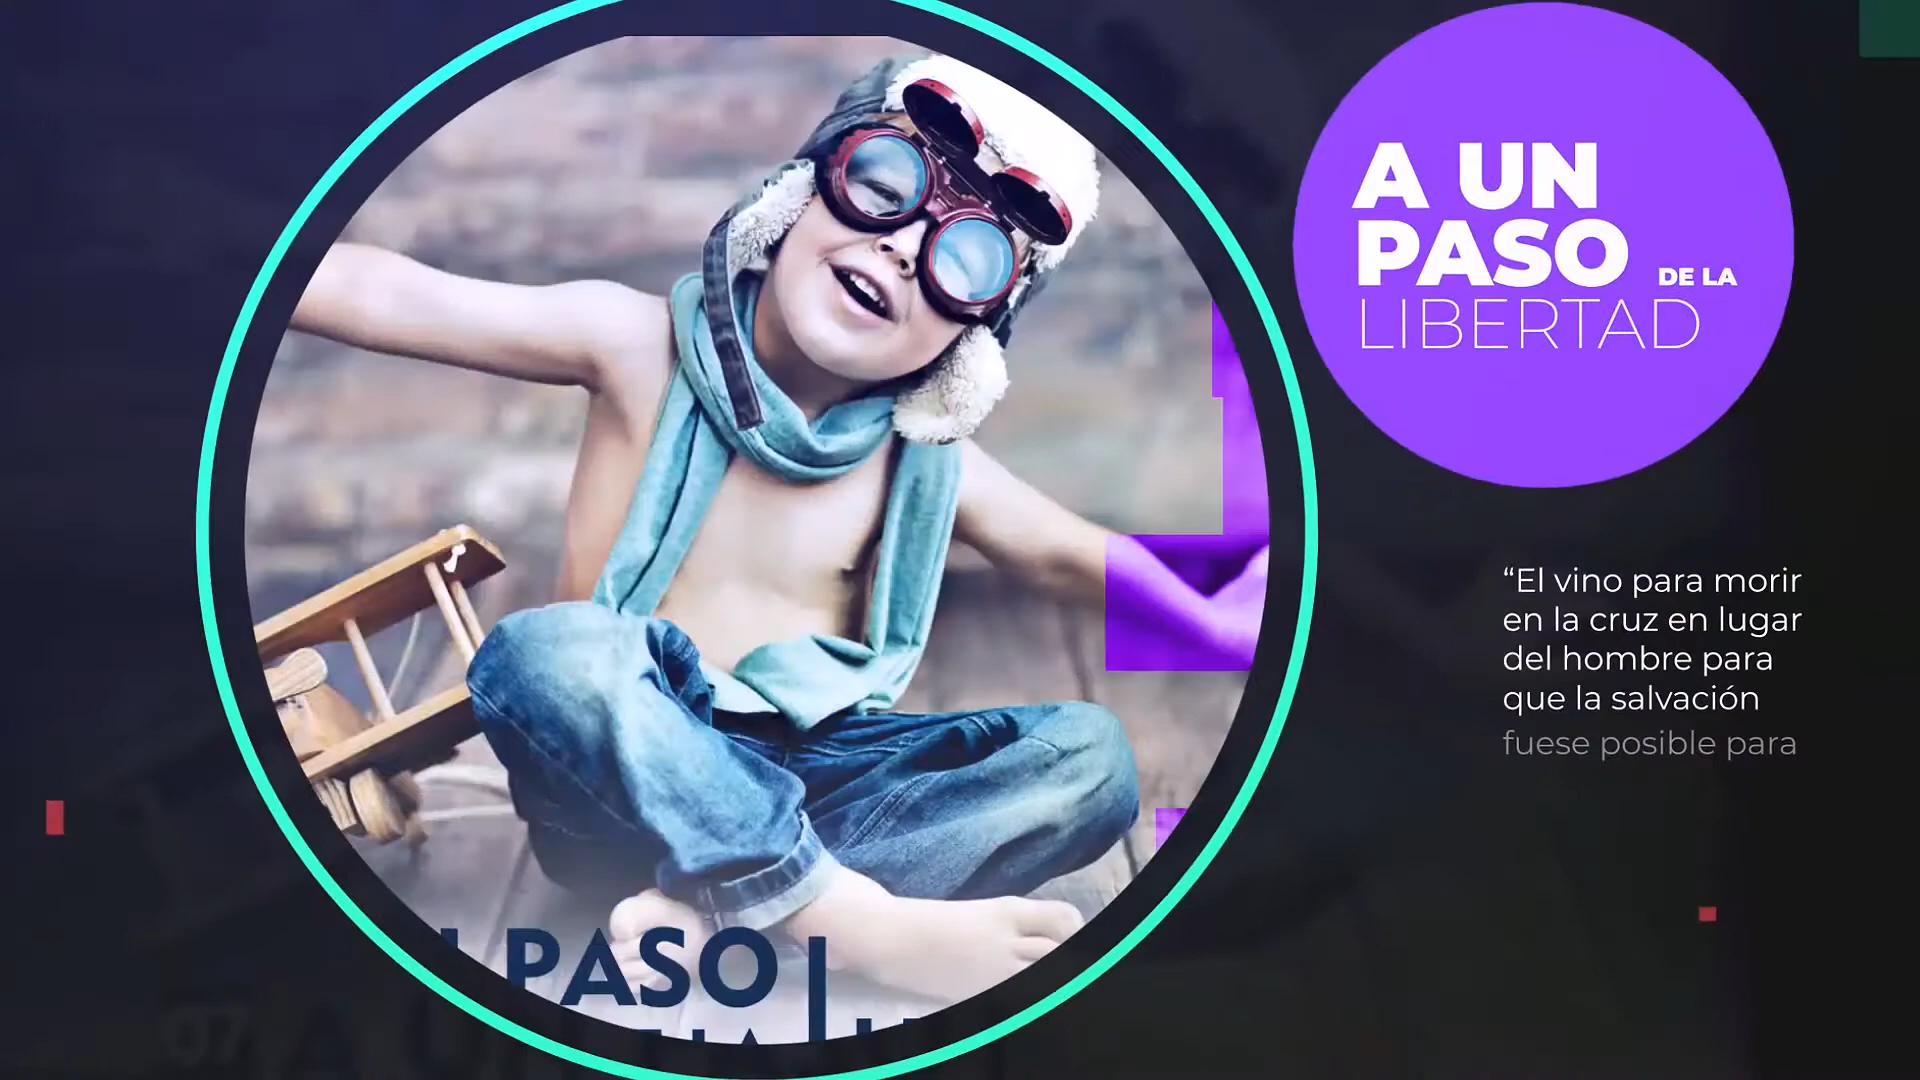 A UN
PASO DE LA
LIBERTAD
“El vino para morir
en la cruz en lugar
del hombre para
que la salvación
fuese posible para
PASO
07